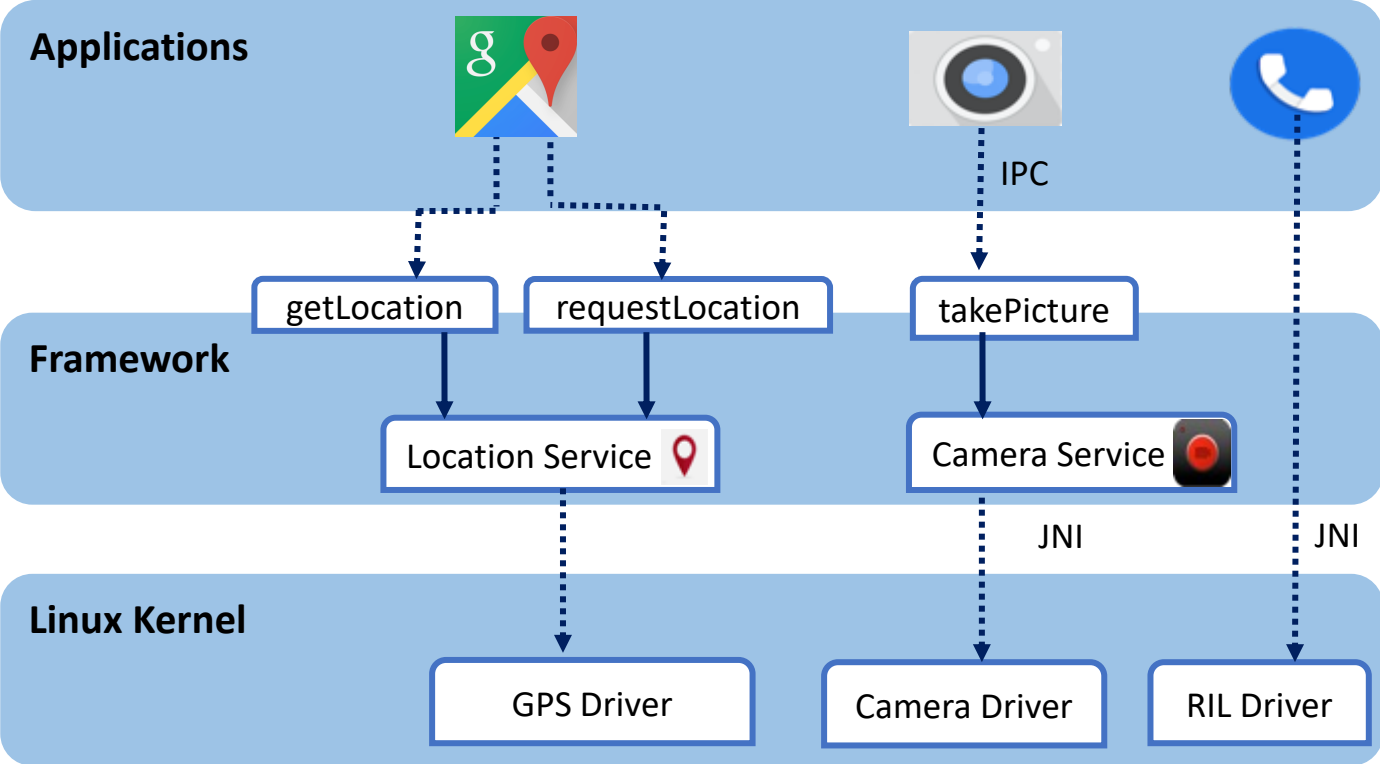 Applications
g
IPC
getLocation
requestLocation
takePicture
Framework
Location Service
Camera Service
JNI
JNI
Linux Kernel
GPS Driver
Camera Driver
RIL Driver